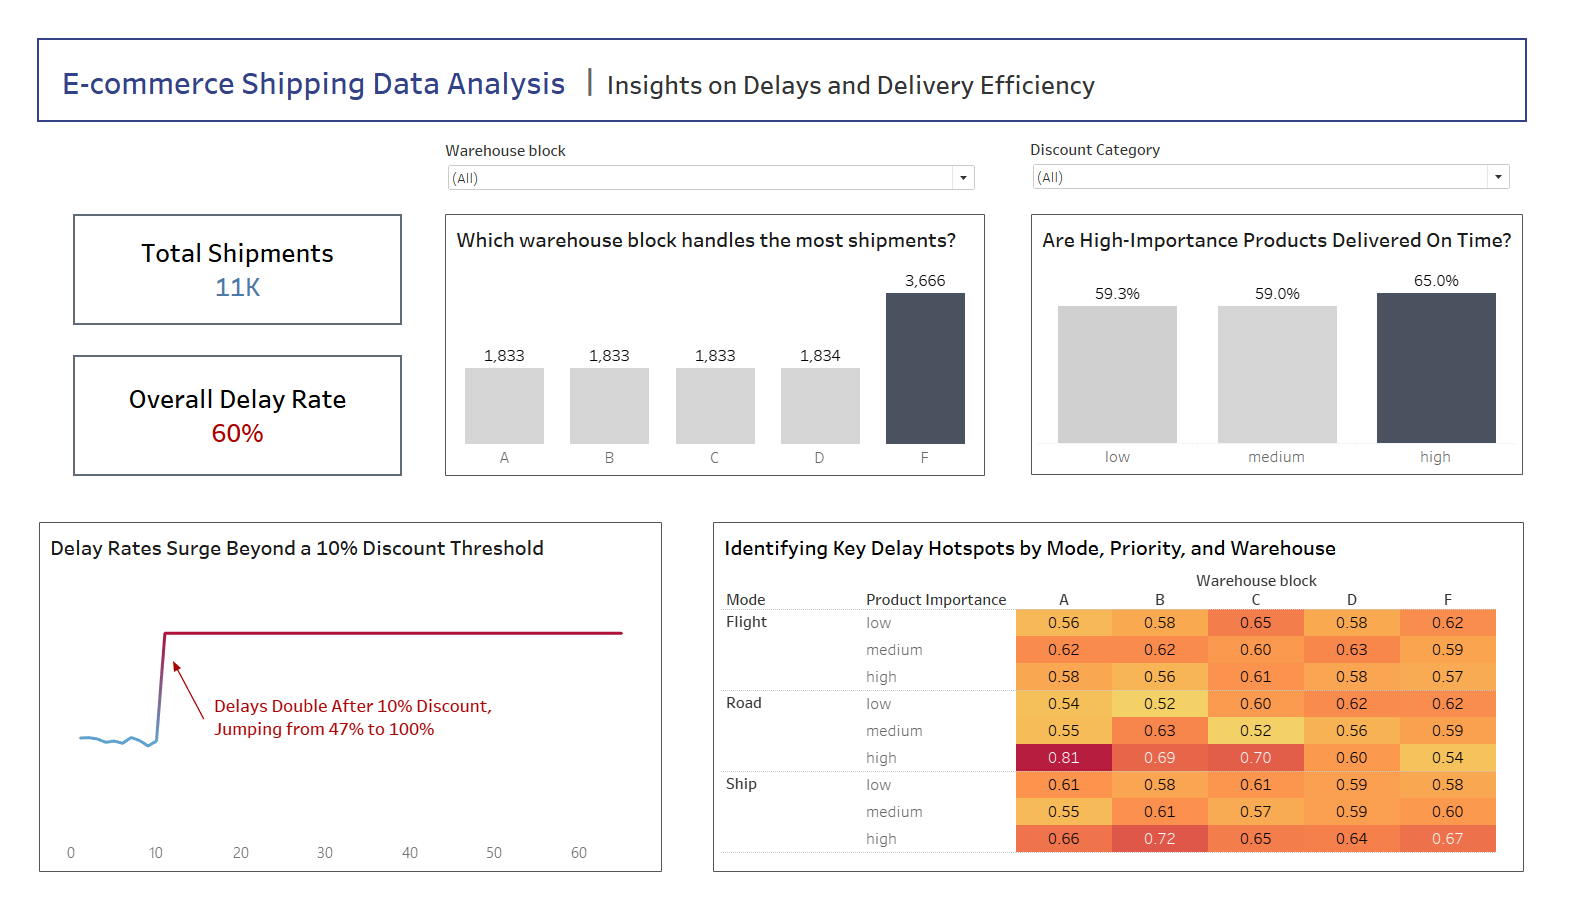 E-commerce Shipping Data Analysis | Insights on Delays and Delivery Efficiency
Warehouse block
(All)
Discount Category
(All)
Total Shipments
11K
Overall Delay Rate
60%
Which warehouse block handles the most shipments?
1,833 1,833 1,833 1,834 3,666
A B C D F
Are High-Importance Products Delivered On Time?
59.3% 59.0% 65.0%
low medium high
Delay Rates Surge Beyond a 10% Discount Threshold
Delays Double After 10% Discount,
Jumping from 47% to 100%
0 10 20 30 40 50 60
Identifying Key Delay Hotspots by Mode, Priority, and Warehouse
Warehouse block
Mode Product Importance A B C D F
Flight low 0.56 0.58 0.65 0.58 0.62
medium 0.62 0.62 0.60 0.63 0.59
high 0.58 0.56 0.61 0.58 0.57
Road low 0.54 0.52 0.60 0.62 0.62
medium 0.55 0.63 0.52 0.56 0.59
high 0.81 0.69 0.70 0.60 0.54
Ship low 0.61 0.58 0.61 0.59 0.58
medium 0.55 0.61 0.57 0.59 0.60
high 0.66 0.72 0.65 0.64 0.67